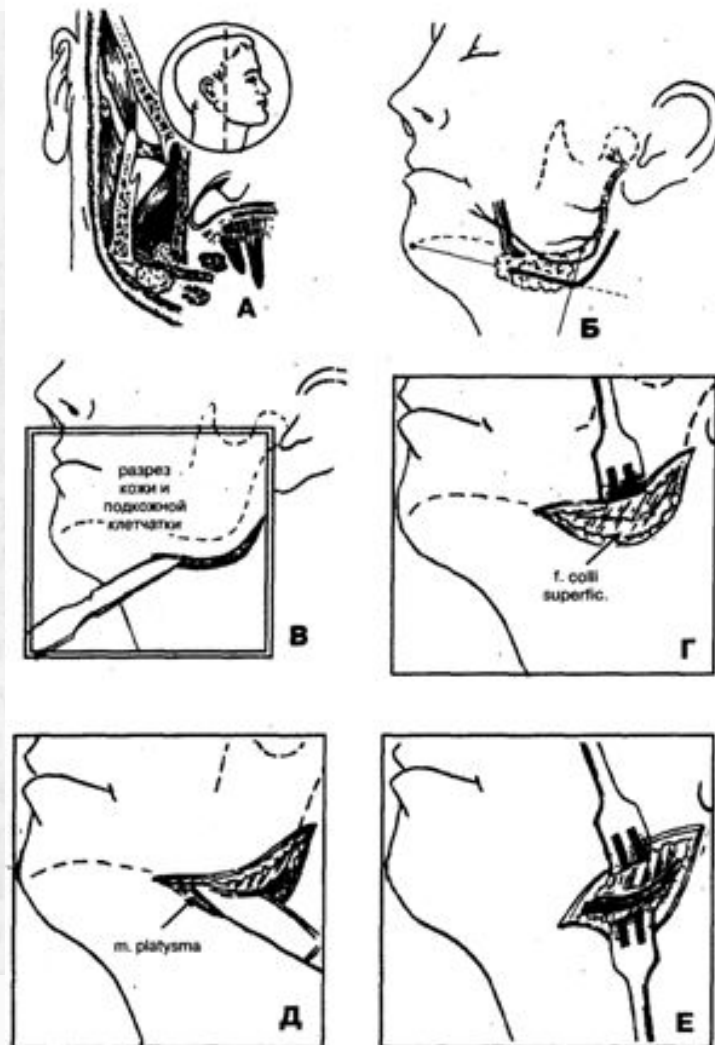 А
Б
разрез
кожи и
подкожной
клетчатки
В
f. colli
superfic.
Г
m. platysma
Д
Е